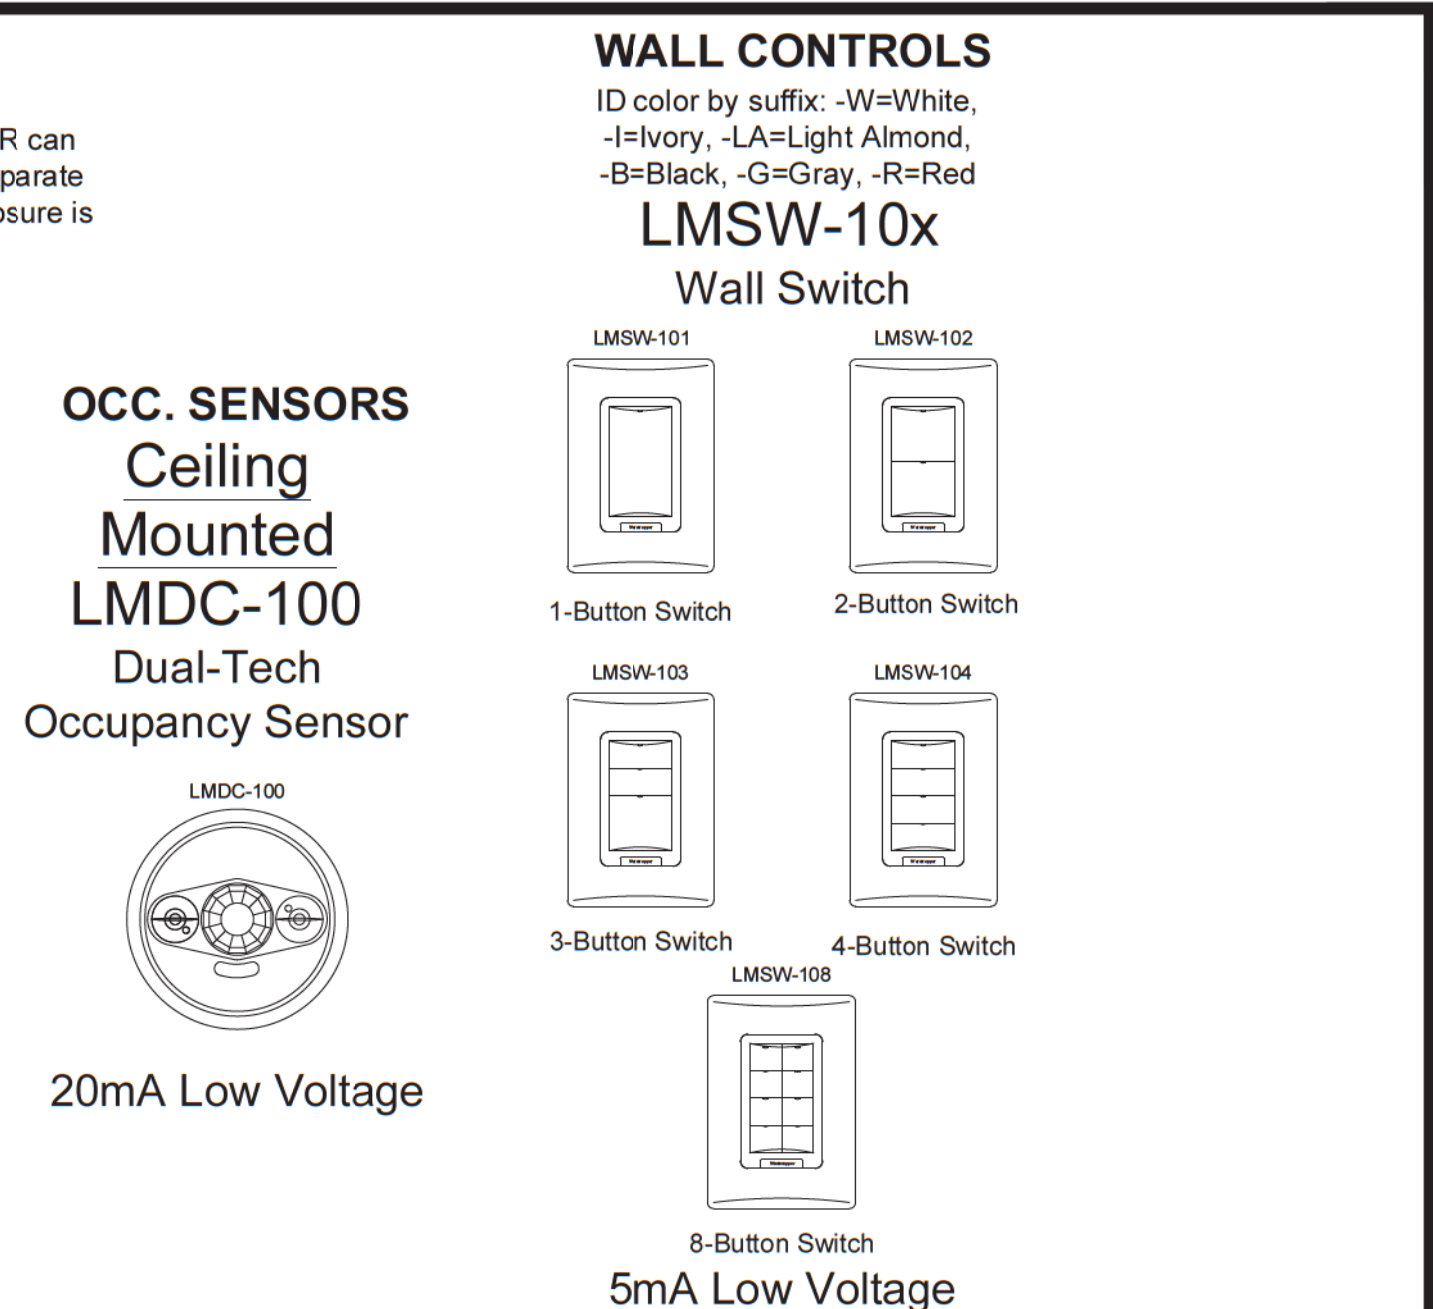 R can
parate
osure is
OCC. SENSORS
Ceiling
Mounted
LMDC-100
Dual-Tech
Occupancy Sensor
LMDC-100
20mA Low Voltage
WALL CONTROLS
ID color by suffix: -W=White,
-I=Ivory, -LA=Light Almond,
-B=Black, -G=Gray, -R=Red
LMSW-10x
Wall Switch
LMSW-101
1-Button Switch
LMSW-102
2-Button Switch
LMSW-103
3-Button Switch
LMSW-104
4-Button Switch
LMSW-108
8-Button Switch
5mA Low Voltage